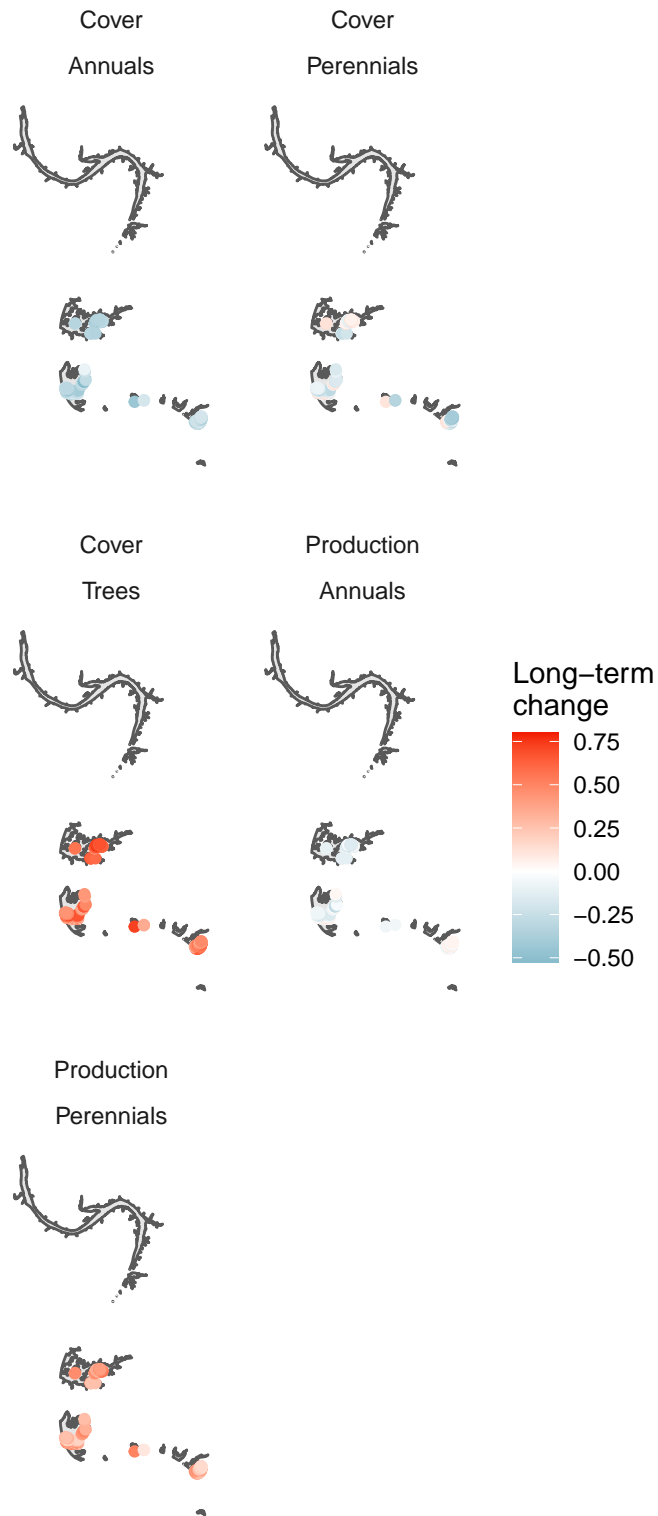 Cover
Annuals
Cover
Perennials
Cover
Trees
Production
Annuals
Long−term
change
0.75
0.50
0.25
0.00
−0.25
−0.50
Production
Perennials